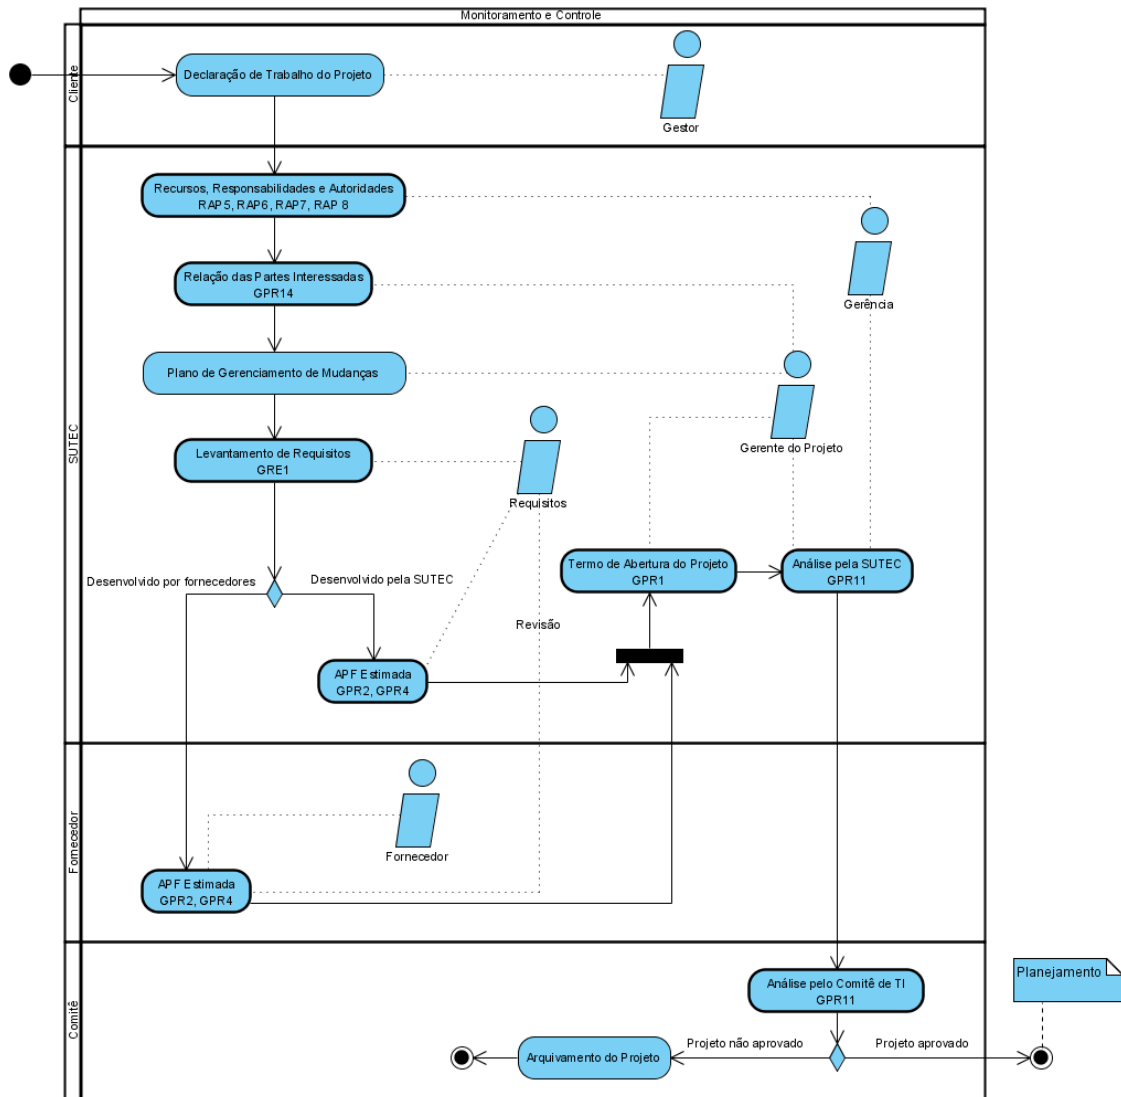 Monitoramento e Controle
Cliente
Declaração de Trabalho do Projeto
Gestor
SUTEC
Recursos, Responsabilidades e Autoridades
RAP5, RAP6, RAP7, RAP 8
Gerência
Relação das Partes Interessadas
GPR14
Plano de Gerenciamento de Mudanças
Gerente do Projeto
Levantamento de Requisitos
GRE1
Requisitos
Desenvolvido por fornecedores
Desenvolvido pela SUTEC
Termo de Abertura do Projeto
GPR1
Análise pela SUTEC
GPR11
Revisão
APF Estimada
GPR2, GPR4
Fornecedor
Fornecedor
APF Estimada
GPR2, GPR4
Comitê
Análise pelo Comitê de TI
GPR11
Planejamento
Arquivamento do Projeto
Projeto não aprovado
Projeto aprovado